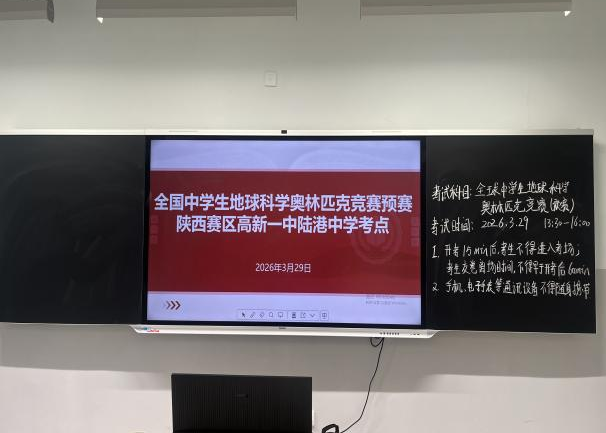 全国中学生地球科学奥林匹克竞赛预赛
陕西赛区高新一中陆港中学考点
2026年3月29日
考试科目: 全球中学生地球科学
奥林匹克竞赛(预赛)
考试时间: 2026.3.29 13:30-16:00
1. 开考15min后, 考生不得进入考场;
考生交卷离场时间, 不得早于开考后60min
2. 手机、电子表等通讯设备不得随身携带